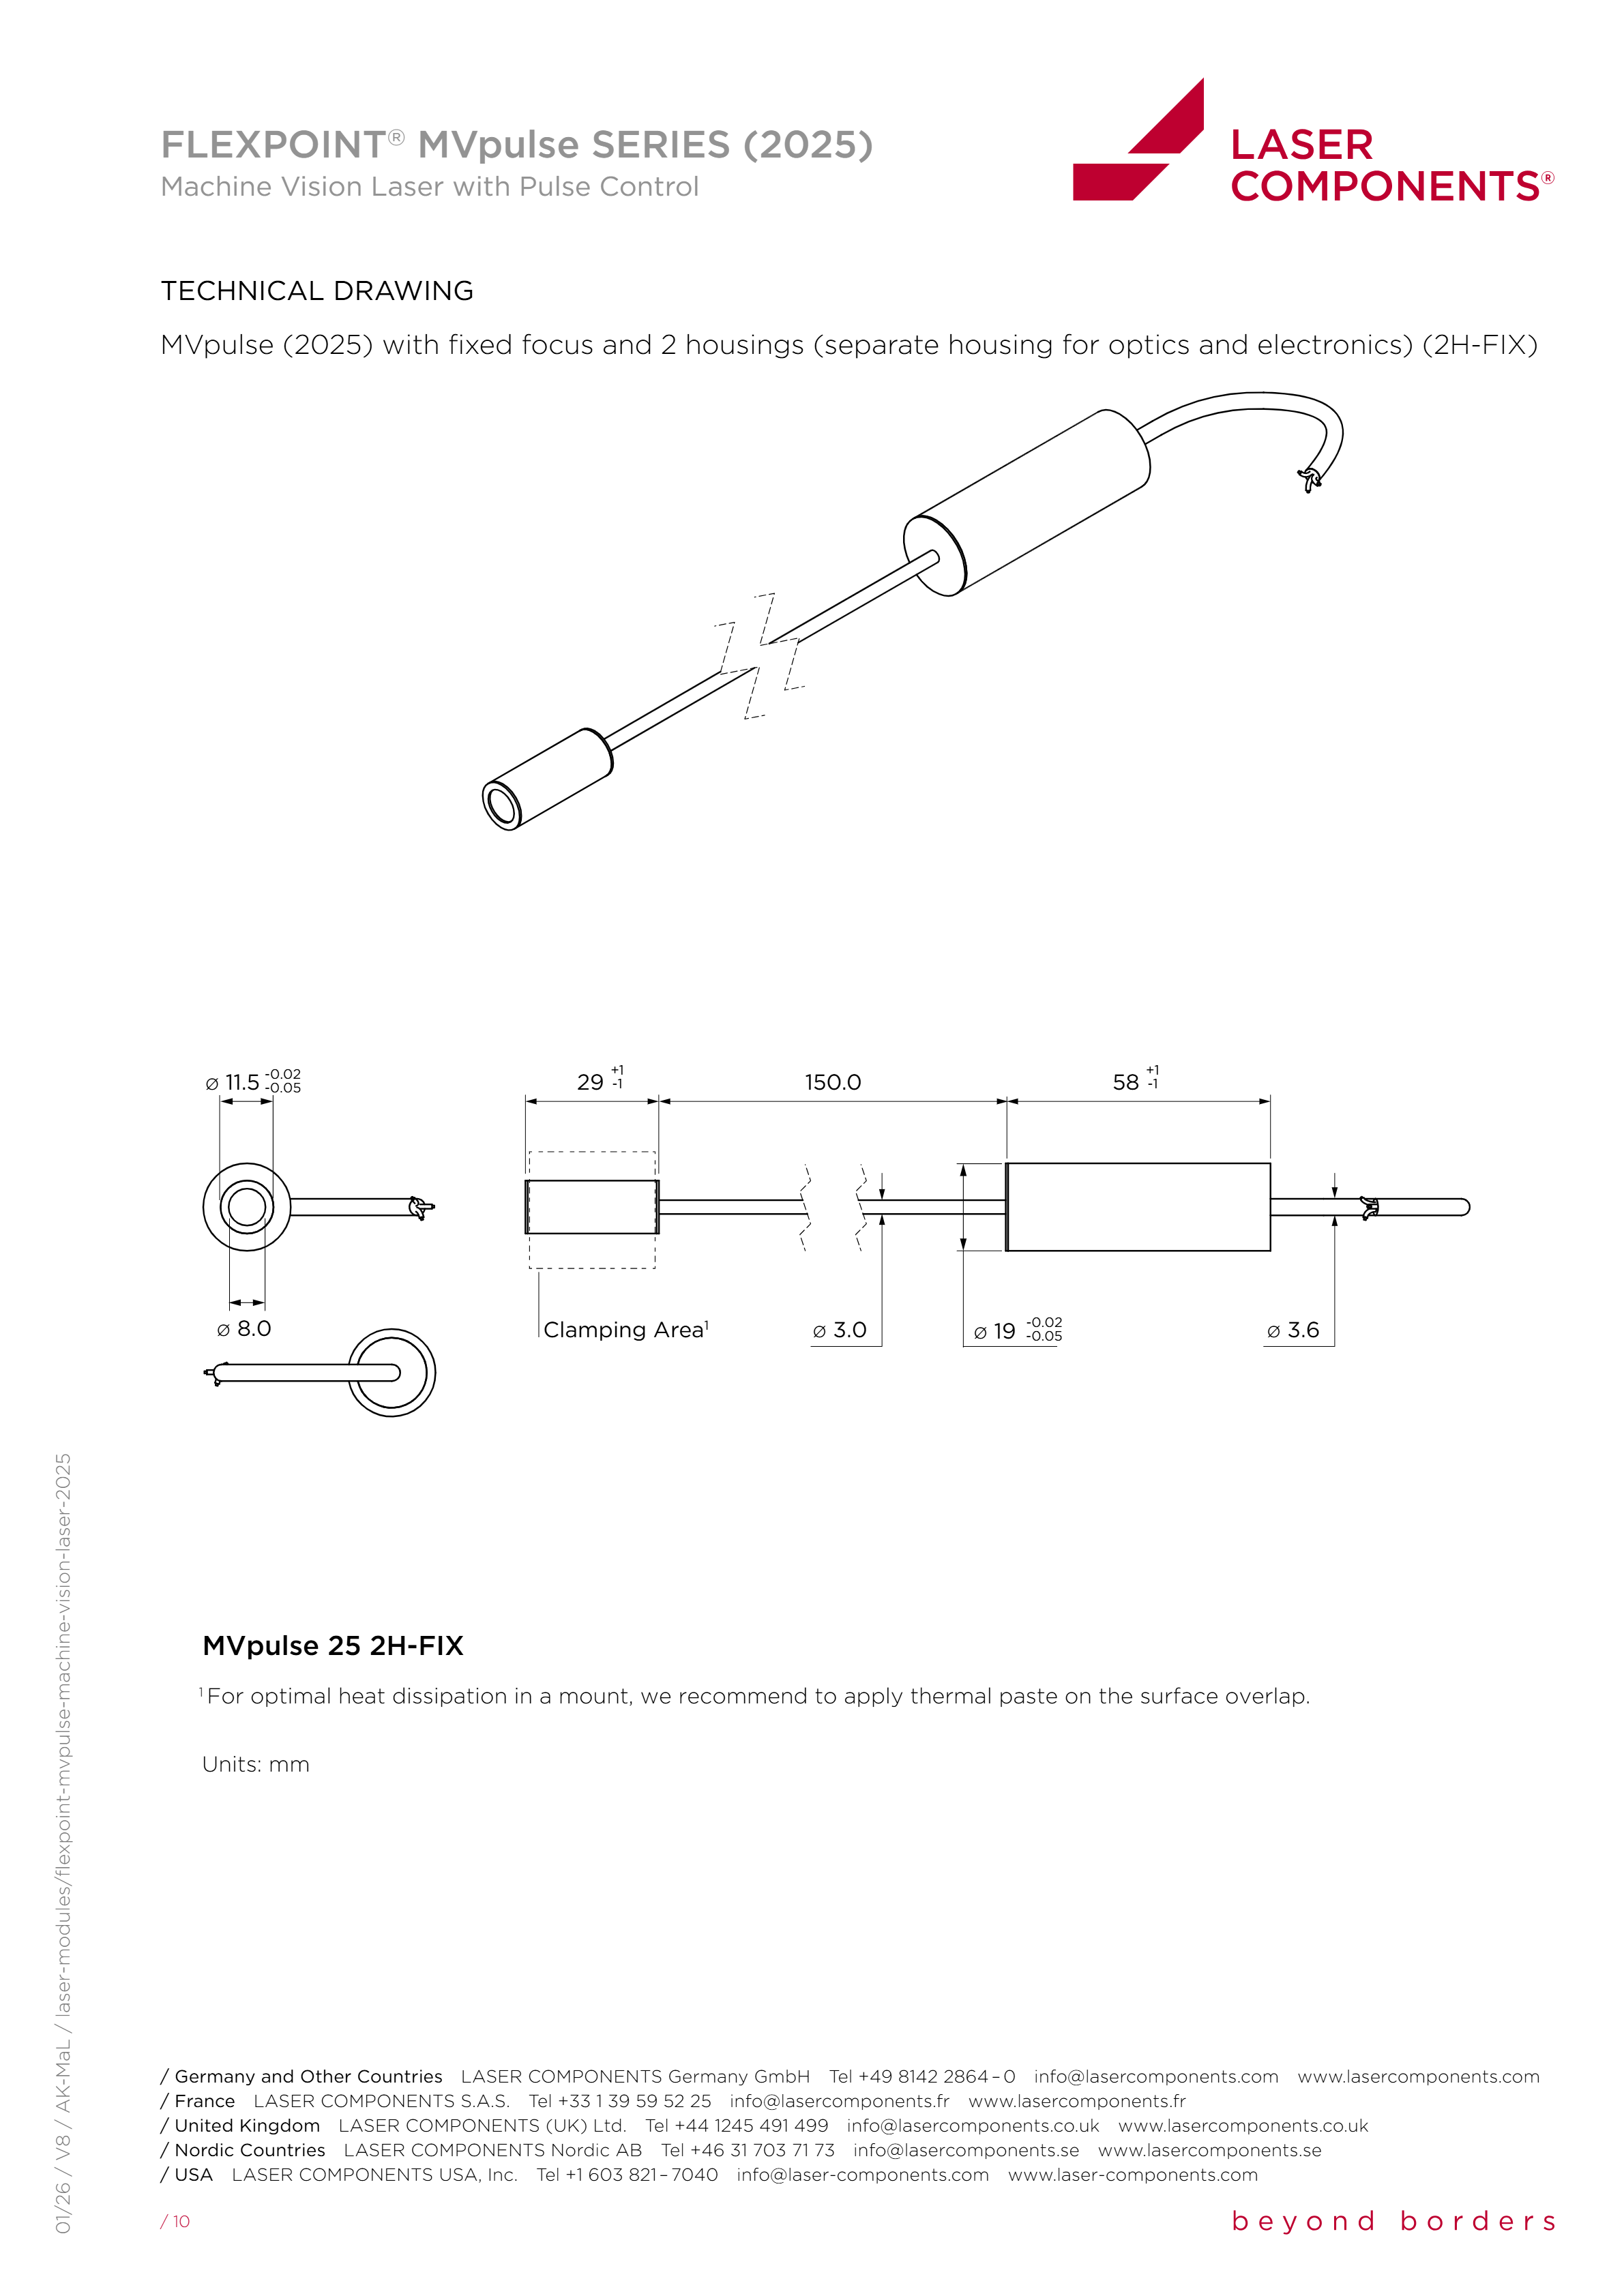 FLEXPOINT® MVpulse SERIES (2025)
Machine Vision Laser with Pulse Control
LASER
COMPONENTS®
TECHNICAL DRAWING
MVpulse (2025) with fixed focus and 2 housings (separate housing for optics and electronics) (2H-FIX)
⌀ 11.5 -0.02 -0.05
29 +1 -1
150.0
58 +1 -1
⌀ 8.0
Clamping Area¹
⌀ 3.0
⌀ 19 -0.02 -0.05
⌀ 3.6
MVpulse 25 2H-FIX
¹ For optimal heat dissipation in a mount, we recommend to apply thermal paste on the surface overlap.
Units: mm
01/26 / V8 / AK-MaL / laser-modules/flexpoint-mvpulse-machine-vision-laser-2025
/ Germany and Other Countries LASER COMPONENTS Germany GmbH Tel +49 8142 2864–0 info@lasercomponents.com www.lasercomponents.com
/ France LASER COMPONENTS S.A.S. Tel +33 1 39 59 52 25 info@lasercomponents.fr www.lasercomponents.fr
/ United Kingdom LASER COMPONENTS (UK) Ltd. Tel +44 1245 491 499 info@lasercomponents.co.uk www.lasercomponents.co.uk
/ Nordic Countries LASER COMPONENTS Nordic AB Tel +46 31 703 71 73 info@lasercomponents.se www.lasercomponents.se
/ USA LASER COMPONENTS USA, Inc. Tel +1 603 821–7040 info@laser-components.com www.laser-components.com
/ 10
beyond borders